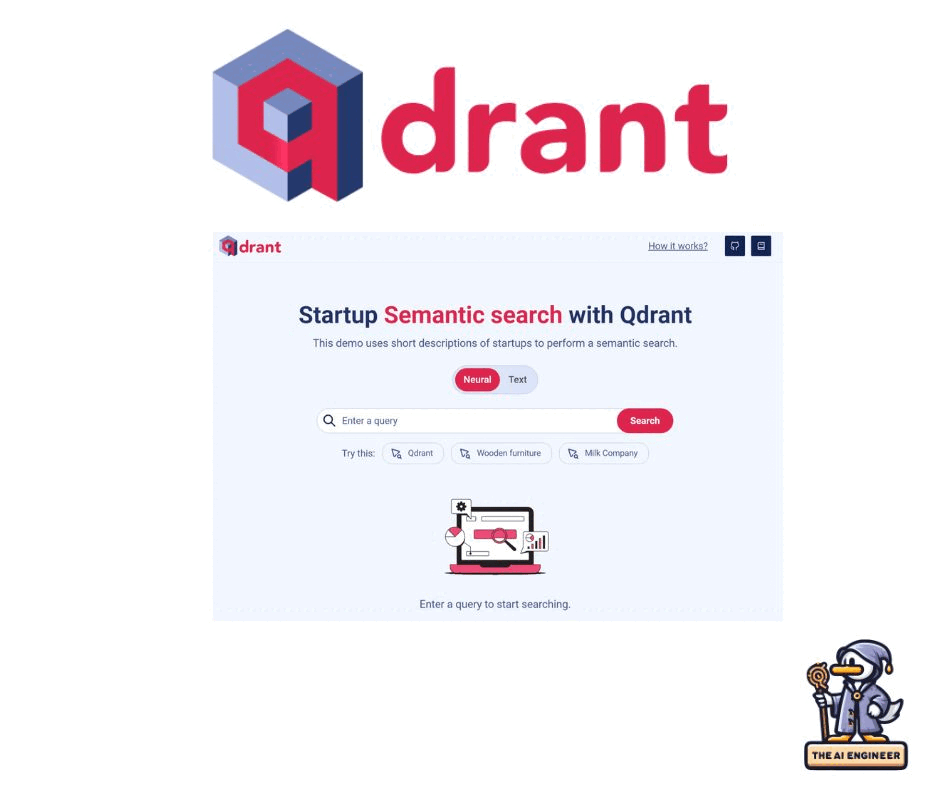 qdrant
qdrant
How it works?
Startup Semantic search with Qdrant
This demo uses short descriptions of startups to perform a semantic search.
Neural Text
Enter a query Search
Try this: Qdrant Wooden furniture Milk Company
Enter a query to start searching.
THE AI ENGINEER